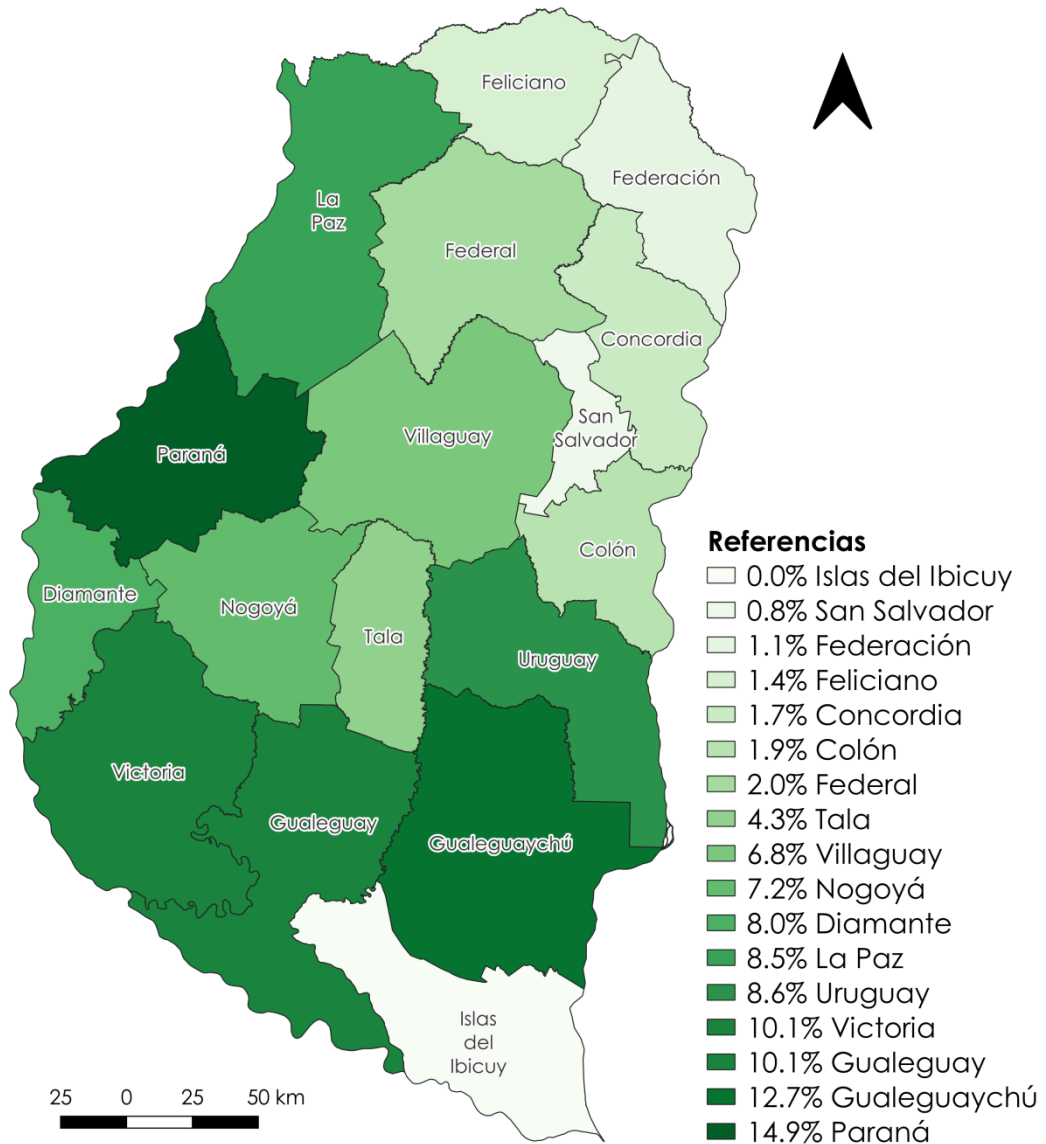 Feliciano
Federación
La
Paz
Federal
Concordia
San
Salvador
Villaguay
Paraná
Colón
Diamante
Nogoyá
Tala
Uruguay
Victoria
Gualeguay
Gualeguaychú
Islas
del
Ibicuy
25 0 25 50 km
Referencias
0.0% Islas del Ibicuy
0.8% San Salvador
1.1% Federación
1.4% Feliciano
1.7% Concordia
1.9% Colón
2.0% Federal
4.3% Tala
6.8% Villaguay
7.2% Nogoyá
8.0% Diamante
8.5% La Paz
8.6% Uruguay
10.1% Victoria
10.1% Gualeguay
12.7% Gualeguaychú
14.9% Paraná